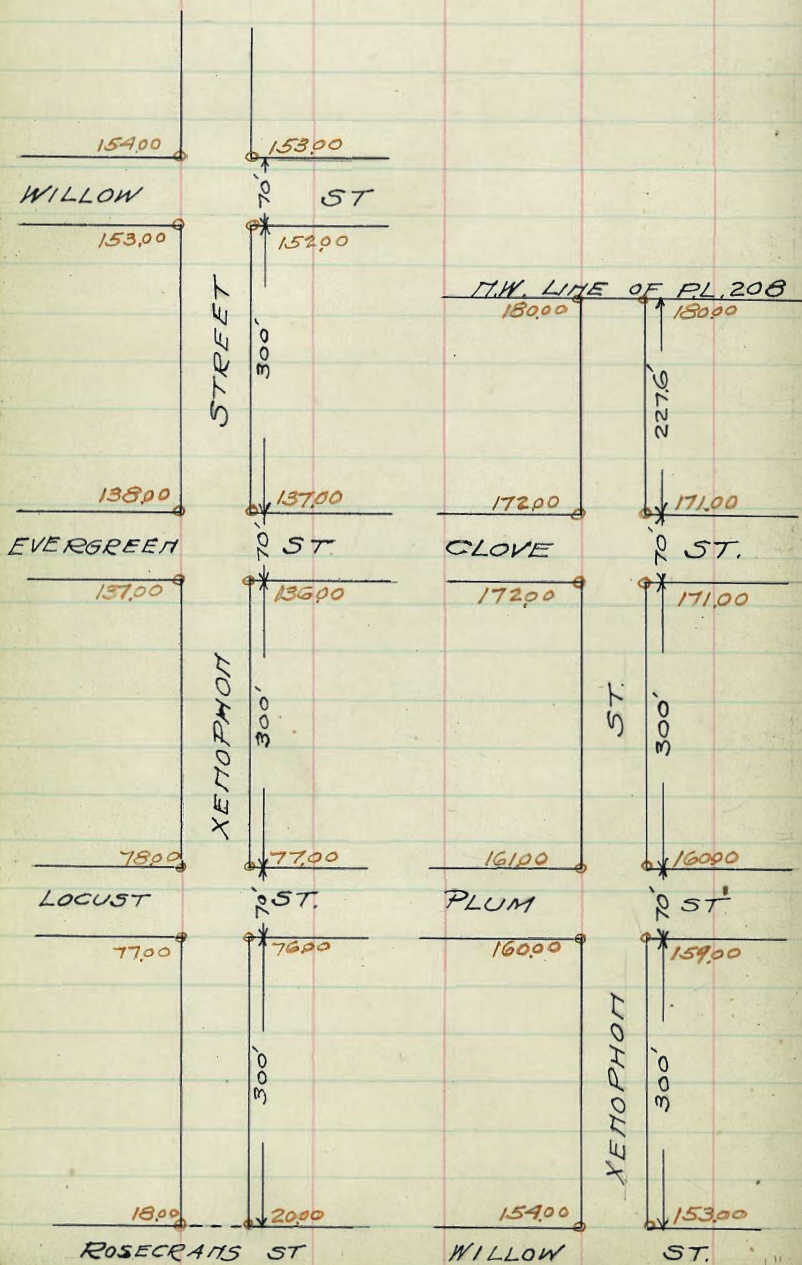 154.00 153.00
WILLOW 70' ST
153.00 152.00
STREET
300'
138.00 137.00
EVERGREEN 70' ST
137.00 136.00
XENOPHON
300'
78.00 77.00
LOCUST 70' ST.
77.00 76.00
300'
18.00 20.00
ROSECRANS ST
N.W. LINE OF P.L. 208
180.00 180.00
227.6'
172.00 171.00
CLOVE 70' ST.
172.00 171.00
ST.
300'
161.00 160.00
PLUM 70' ST
160.00 159.00
XENOPHON
300'
154.00 153.00
WILLOW ST.